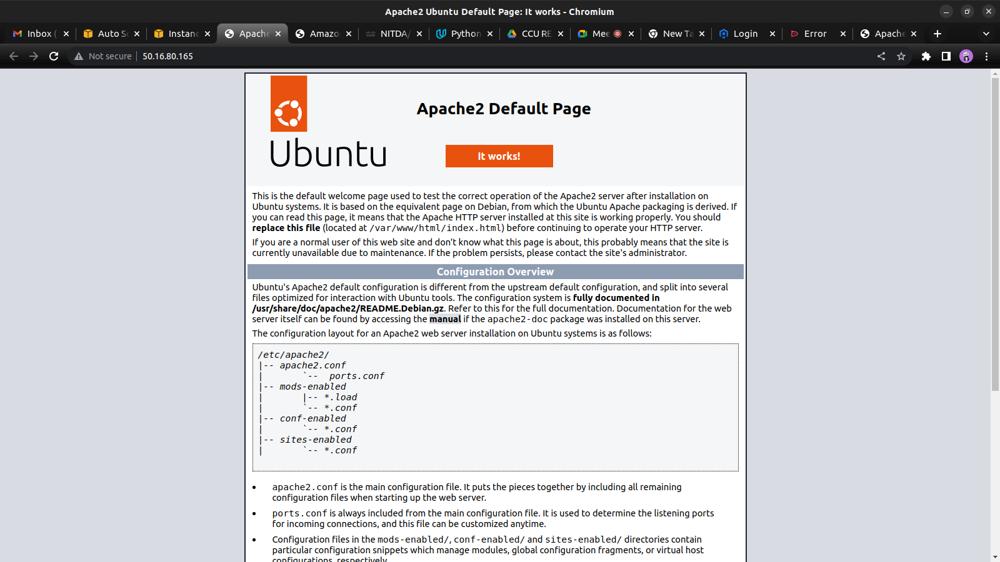 Apache2 Ubuntu Default Page: It works - Chromium
Inbox ( Auto Sc Instanc Apache Amazo NITDA/ Python CCU RE Mee New Ta Login Error Apache
Not secure 50.16.80.165
Apache2 Default Page
Ubuntu
It works!
This is the default welcome page used to test the correct operation of the Apache2 server after installation on
Ubuntu systems. It is based on the equivalent page on Debian, from which the Ubuntu Apache packaging is derived. If
you can read this page, it means that the Apache HTTP server installed at this site is working properly. You should
replace this file (located at /var/www/html/index.html) before continuing to operate your HTTP server.
If you are a normal user of this web site and don't know what this page is about, this probably means that the site is
currently unavailable due to maintenance. If the problem persists, please contact the site's administrator.
Configuration Overview
Ubuntu's Apache2 default configuration is different from the upstream default configuration, and split into several
files optimized for interaction with Ubuntu tools. The configuration system is fully documented in
/usr/share/doc/apache2/README.Debian.gz. Refer to this for the full documentation. Documentation for the web
server itself can be found by accessing the manual if the apache2-doc package was installed on this server.
The configuration layout for an Apache2 web server installation on Ubuntu systems is as follows:
/etc/apache2/
|-- apache2.conf
|       `--  ports.conf
|-- mods-enabled
|       |-- *.load
|       `-- *.conf
|-- conf-enabled
|       `-- *.conf
|-- sites-enabled
|       `-- *.conf
• apache2.conf is the main configuration file. It puts the pieces together by including all remaining
configuration files when starting up the web server.
• ports.conf is always included from the main configuration file. It is used to determine the listening ports
for incoming connections, and this file can be customized anytime.
• Configuration files in the mods-enabled/, conf-enabled/ and sites-enabled/ directories contain
particular configuration snippets which manage modules, global configuration fragments, or virtual host
configurations, respectively.